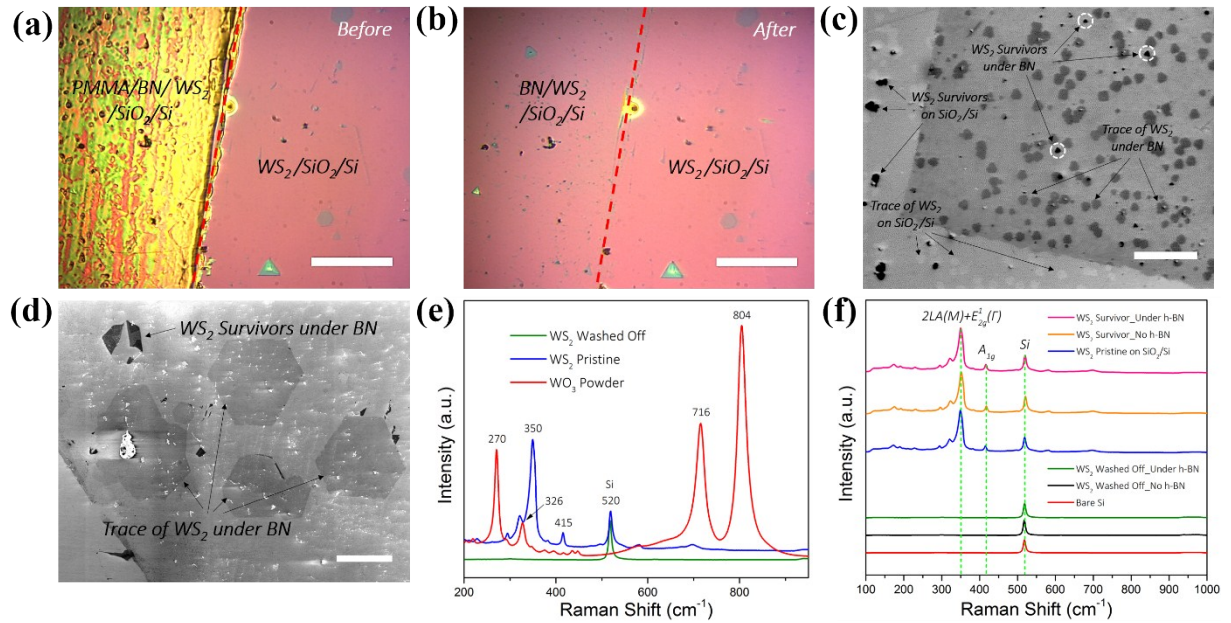 (a)
Before
PMMA/BN/ WS₂
/SiO₂/Si
WS₂/SiO₂/Si
(b)
After
BN/WS₂
/SiO₂/Si
WS₂/SiO₂/Si
(c)
WS₂ Survivors
under BN
WS₂ Survivors
on SiO₂/Si
Trace of WS₂
under BN
Trace of WS₂
on SiO₂/Si
(d)
WS₂ Survivors under BN
Trace of WS₂ under BN
(e)
WS₂ Washed Off
WS₂ Pristine
WO₃ Powder
804
716
350
270
326
415
Si
520
Intensity (a.u.)
200 400 600 800
Raman Shift (cm⁻¹)
(f)
WS₂ Survivor_Under h-BN
WS₂ Survivor_No h-BN
WS₂ Pristine on SiO₂/Si
2LA(M)+E¹₂g(Γ)
A₁g
Si
WS₂ Washed Off_Under h-BN
WS₂ Washed Off_No h-BN
Bare Si
Intensity (a.u.)
100 200 300 400 500 600 700 800 900 1000
Raman Shift (cm⁻¹)